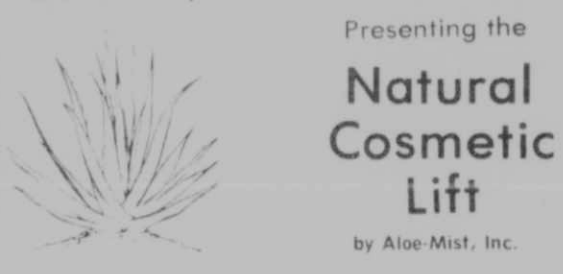 Presenting the
Natural
Cosmetic
Lift
by Aloe-Mist, Inc.